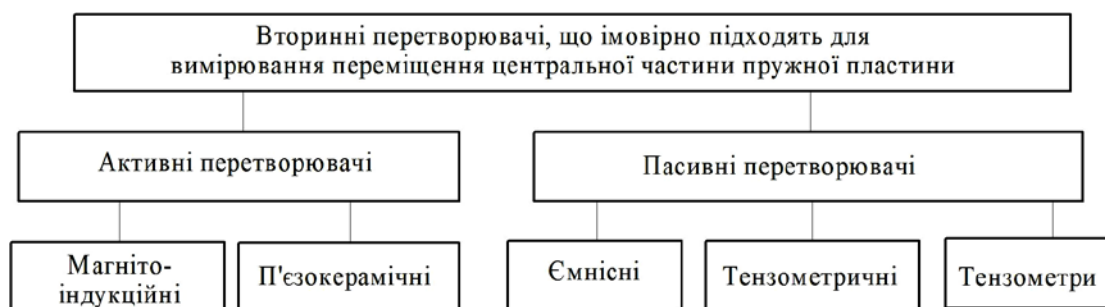 Вторинні перетворювачі, що імовірно підходять для
вимірювання переміщення центральної частини пружної пластини
Активні перетворювачі
Пасивні перетворювачі
Магніто-
індукційні
П'єзокерамічні
Ємнісні
Тензометричні
Тензометри